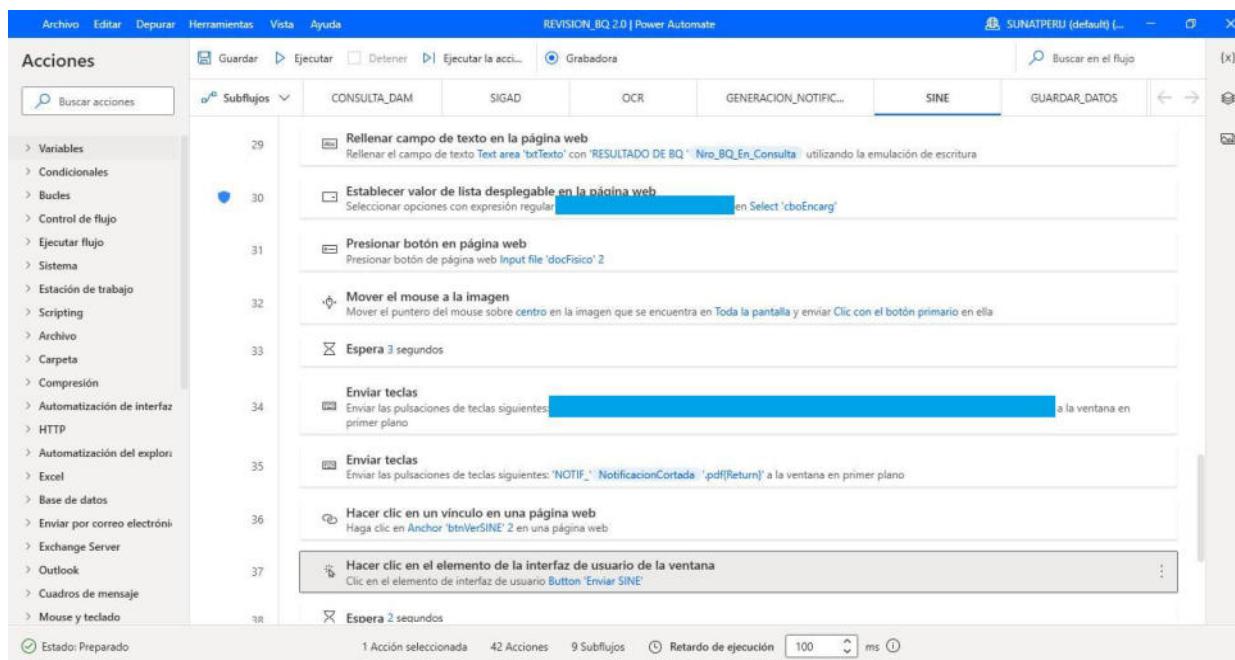 Archivo Editar Depurar Herramientas Vista Ayuda REVISION_BQ 2.0 | Power Automate SUNATPERU (default) (...
Acciones
Guardar Ejecutar Detener Ejecutar la acci... Grabadora Buscar en el flujo {x}
Buscar acciones
Subflujos CONSULTA_DAM SIGAD OCR GENERACION_NOTIFIC... SINE GUARDAR_DATOS
Variables
Condicionales
Bucles
Control de flujo
Ejecutar flujo
Sistema
Estación de trabajo
Scripting
Archivo
Carpeta
Compresión
Automatización de interfaz
HTTP
Automatización del explora
Excel
Base de datos
Enviar por correo electróni
Exchange Server
Outlook
Cuadros de mensaje
Mouse y teclado
29 Rellenar campo de texto en la página web
Rellenar el campo de texto Text area 'txtTexto' con 'RESULTADO DE BQ ' Nro_BQ_En_Consulta utilizando la emulación de escritura
30 Establecer valor de lista desplegable en la página web
Seleccionar opciones con expresión regular en Select 'cboEncarg'
31 Presionar botón en página web
Presionar botón de página web Input file 'docFisico' 2
32 Mover el mouse a la imagen
Mover el puntero del mouse sobre centro en la imagen que se encuentra en Toda la pantalla y enviar Clic con el botón primario en ella
33 Espera 3 segundos
34 Enviar teclas
Enviar las pulsaciones de teclas siguientes: a la ventana en
primer plano
35 Enviar teclas
Enviar las pulsaciones de teclas siguientes: 'NOTIF_' NotificacionCortada '.pdf{Return}' a la ventana en primer plano
36 Hacer clic en un vínculo en una página web
Haga clic en Anchor 'btnVerSINE' 2 en una página web
37 Hacer clic en el elemento de la interfaz de usuario de la ventana
Clic en el elemento de interfaz de usuario Button 'Enviar SINE'
38 Espera 2 segundos
Estado: Preparado 1 Acción seleccionada 42 Acciones 9 Subflujos Retardo de ejecución 100 ms